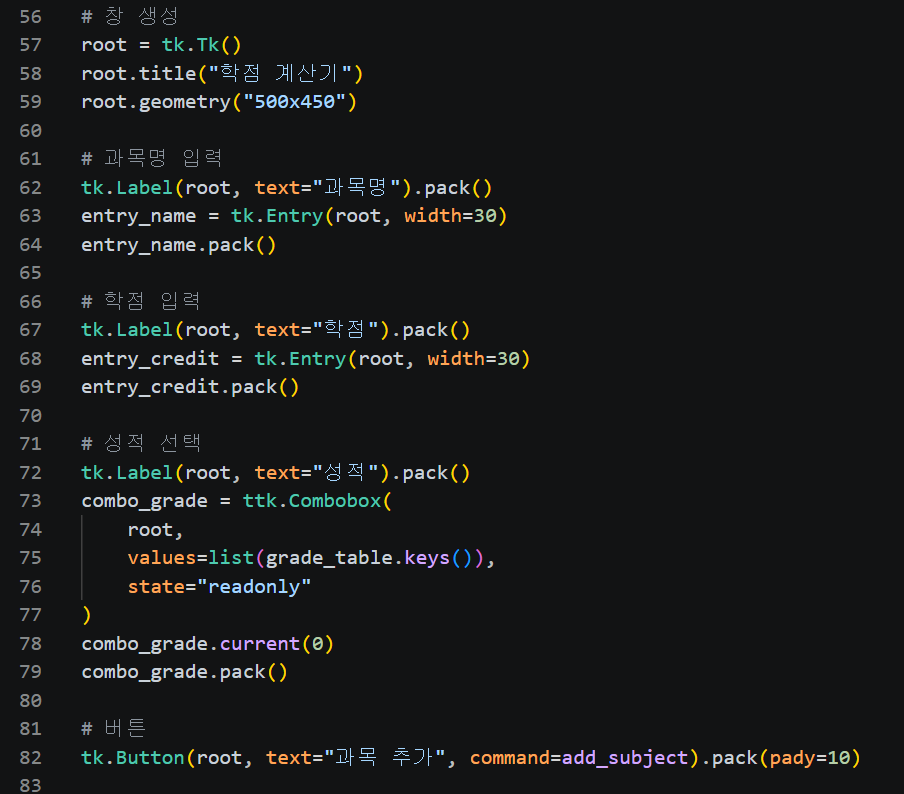 56 # 창 생성
57 root = tk.Tk()
58 root.title("학점 계산기")
59 root.geometry("500x450")
60
61 # 과목명 입력
62 tk.Label(root, text="과목명").pack()
63 entry_name = tk.Entry(root, width=30)
64 entry_name.pack()
65
66 # 학점 입력
67 tk.Label(root, text="학점").pack()
68 entry_credit = tk.Entry(root, width=30)
69 entry_credit.pack()
70
71 # 성적 선택
72 tk.Label(root, text="성적").pack()
73 combo_grade = ttk.Combobox(
74     root,
75     values=list(grade_table.keys()),
76     state="readonly"
77 )
78 combo_grade.current(0)
79 combo_grade.pack()
80
81 # 버튼
82 tk.Button(root, text="과목 추가", command=add_subject).pack(pady=10)
83